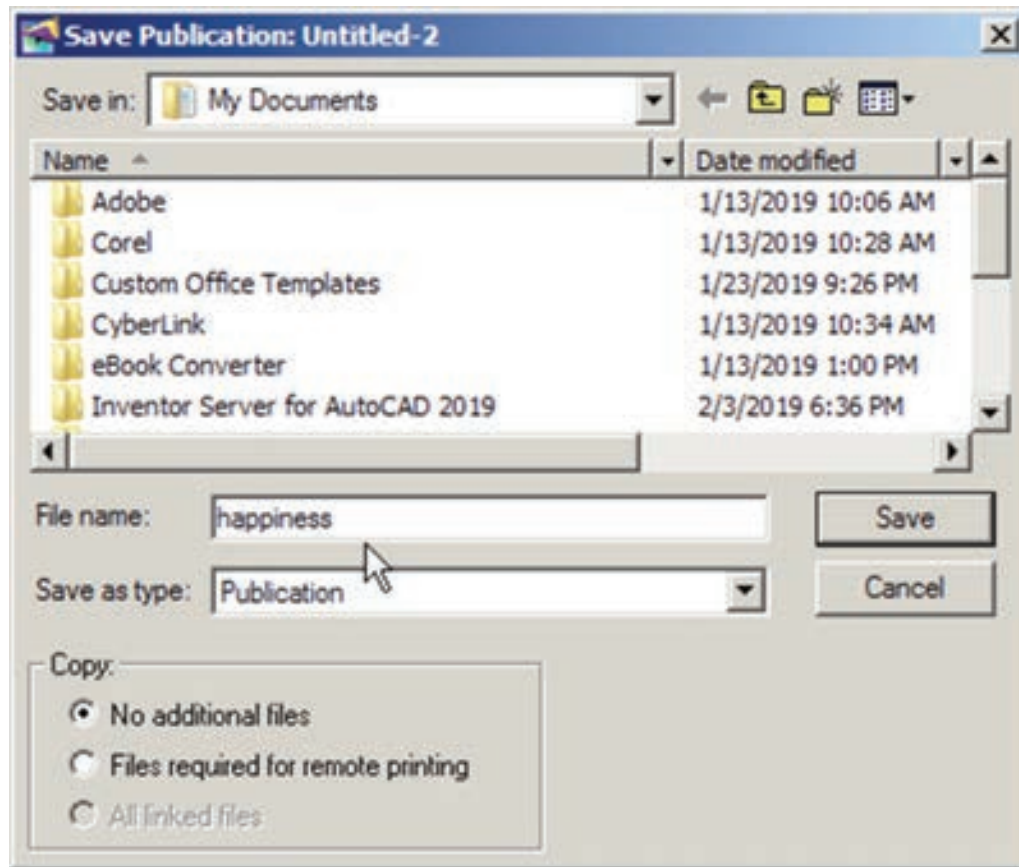 Save Publication: Untitled-2
Save in: My Documents
Name Date modified
Adobe 1/13/2019 10:06 AM
Corel 1/13/2019 10:28 AM
Custom Office Templates 1/23/2019 9:26 PM
CyberLink 1/13/2019 10:34 AM
eBook Converter 1/13/2019 1:00 PM
Inventor Server for AutoCAD 2019 2/3/2019 6:36 PM
File name: happiness Save
Save as type: Publication Cancel
Copy:
No additional files
Files required for remote printing
All linked files